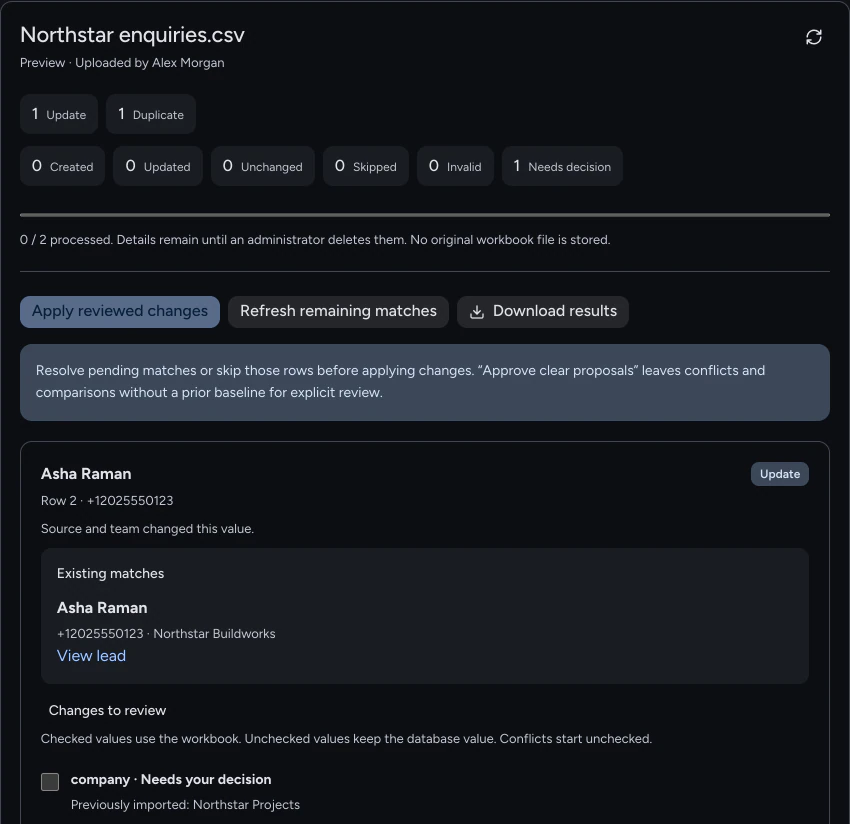 Northstar enquiries.csv
Preview · Uploaded by Alex Morgan
1 Update 1 Duplicate
0 Created 0 Updated 0 Unchanged 0 Skipped 0 Invalid 1 Needs decision
0 / 2 processed. Details remain until an administrator deletes them. No original workbook file is stored.
Apply reviewed changes Refresh remaining matches Download results
Resolve pending matches or skip those rows before applying changes. “Approve clear proposals” leaves conflicts and
comparisons without a prior baseline for explicit review.
Asha Raman Update
Row 2 · +12025550123
Source and team changed this value.
Existing matches
Asha Raman
+12025550123 · Northstar Buildworks
View lead
Changes to review
Checked values use the workbook. Unchecked values keep the database value. Conflicts start unchecked.
company · Needs your decision
Previously imported: Northstar Projects